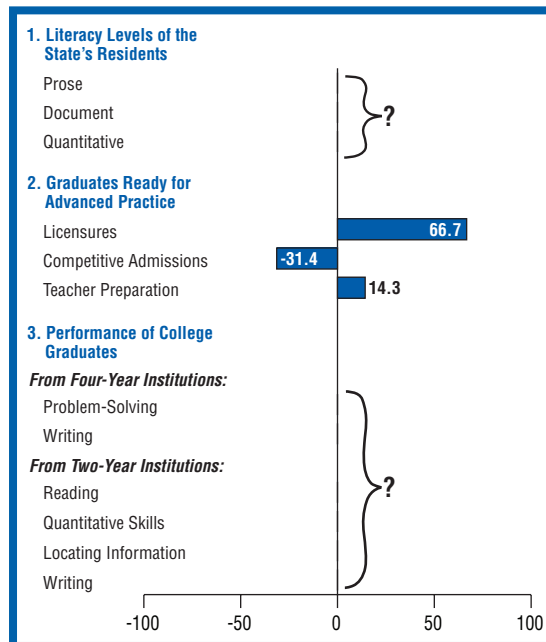 1. Literacy Levels of the
State's Residents
Prose
Document
?
Quantitative
2. Graduates Ready for
Advanced Practice
Licensures
66.7
Competitive Admissions
-31.4
Teacher Preparation
14.3
3. Performance of College
Graduates
From Four-Year Institutions:
Problem-Solving
Writing
From Two-Year Institutions:
?
Reading
Quantitative Skills
Locating Information
Writing
-100 -50 0 50 100